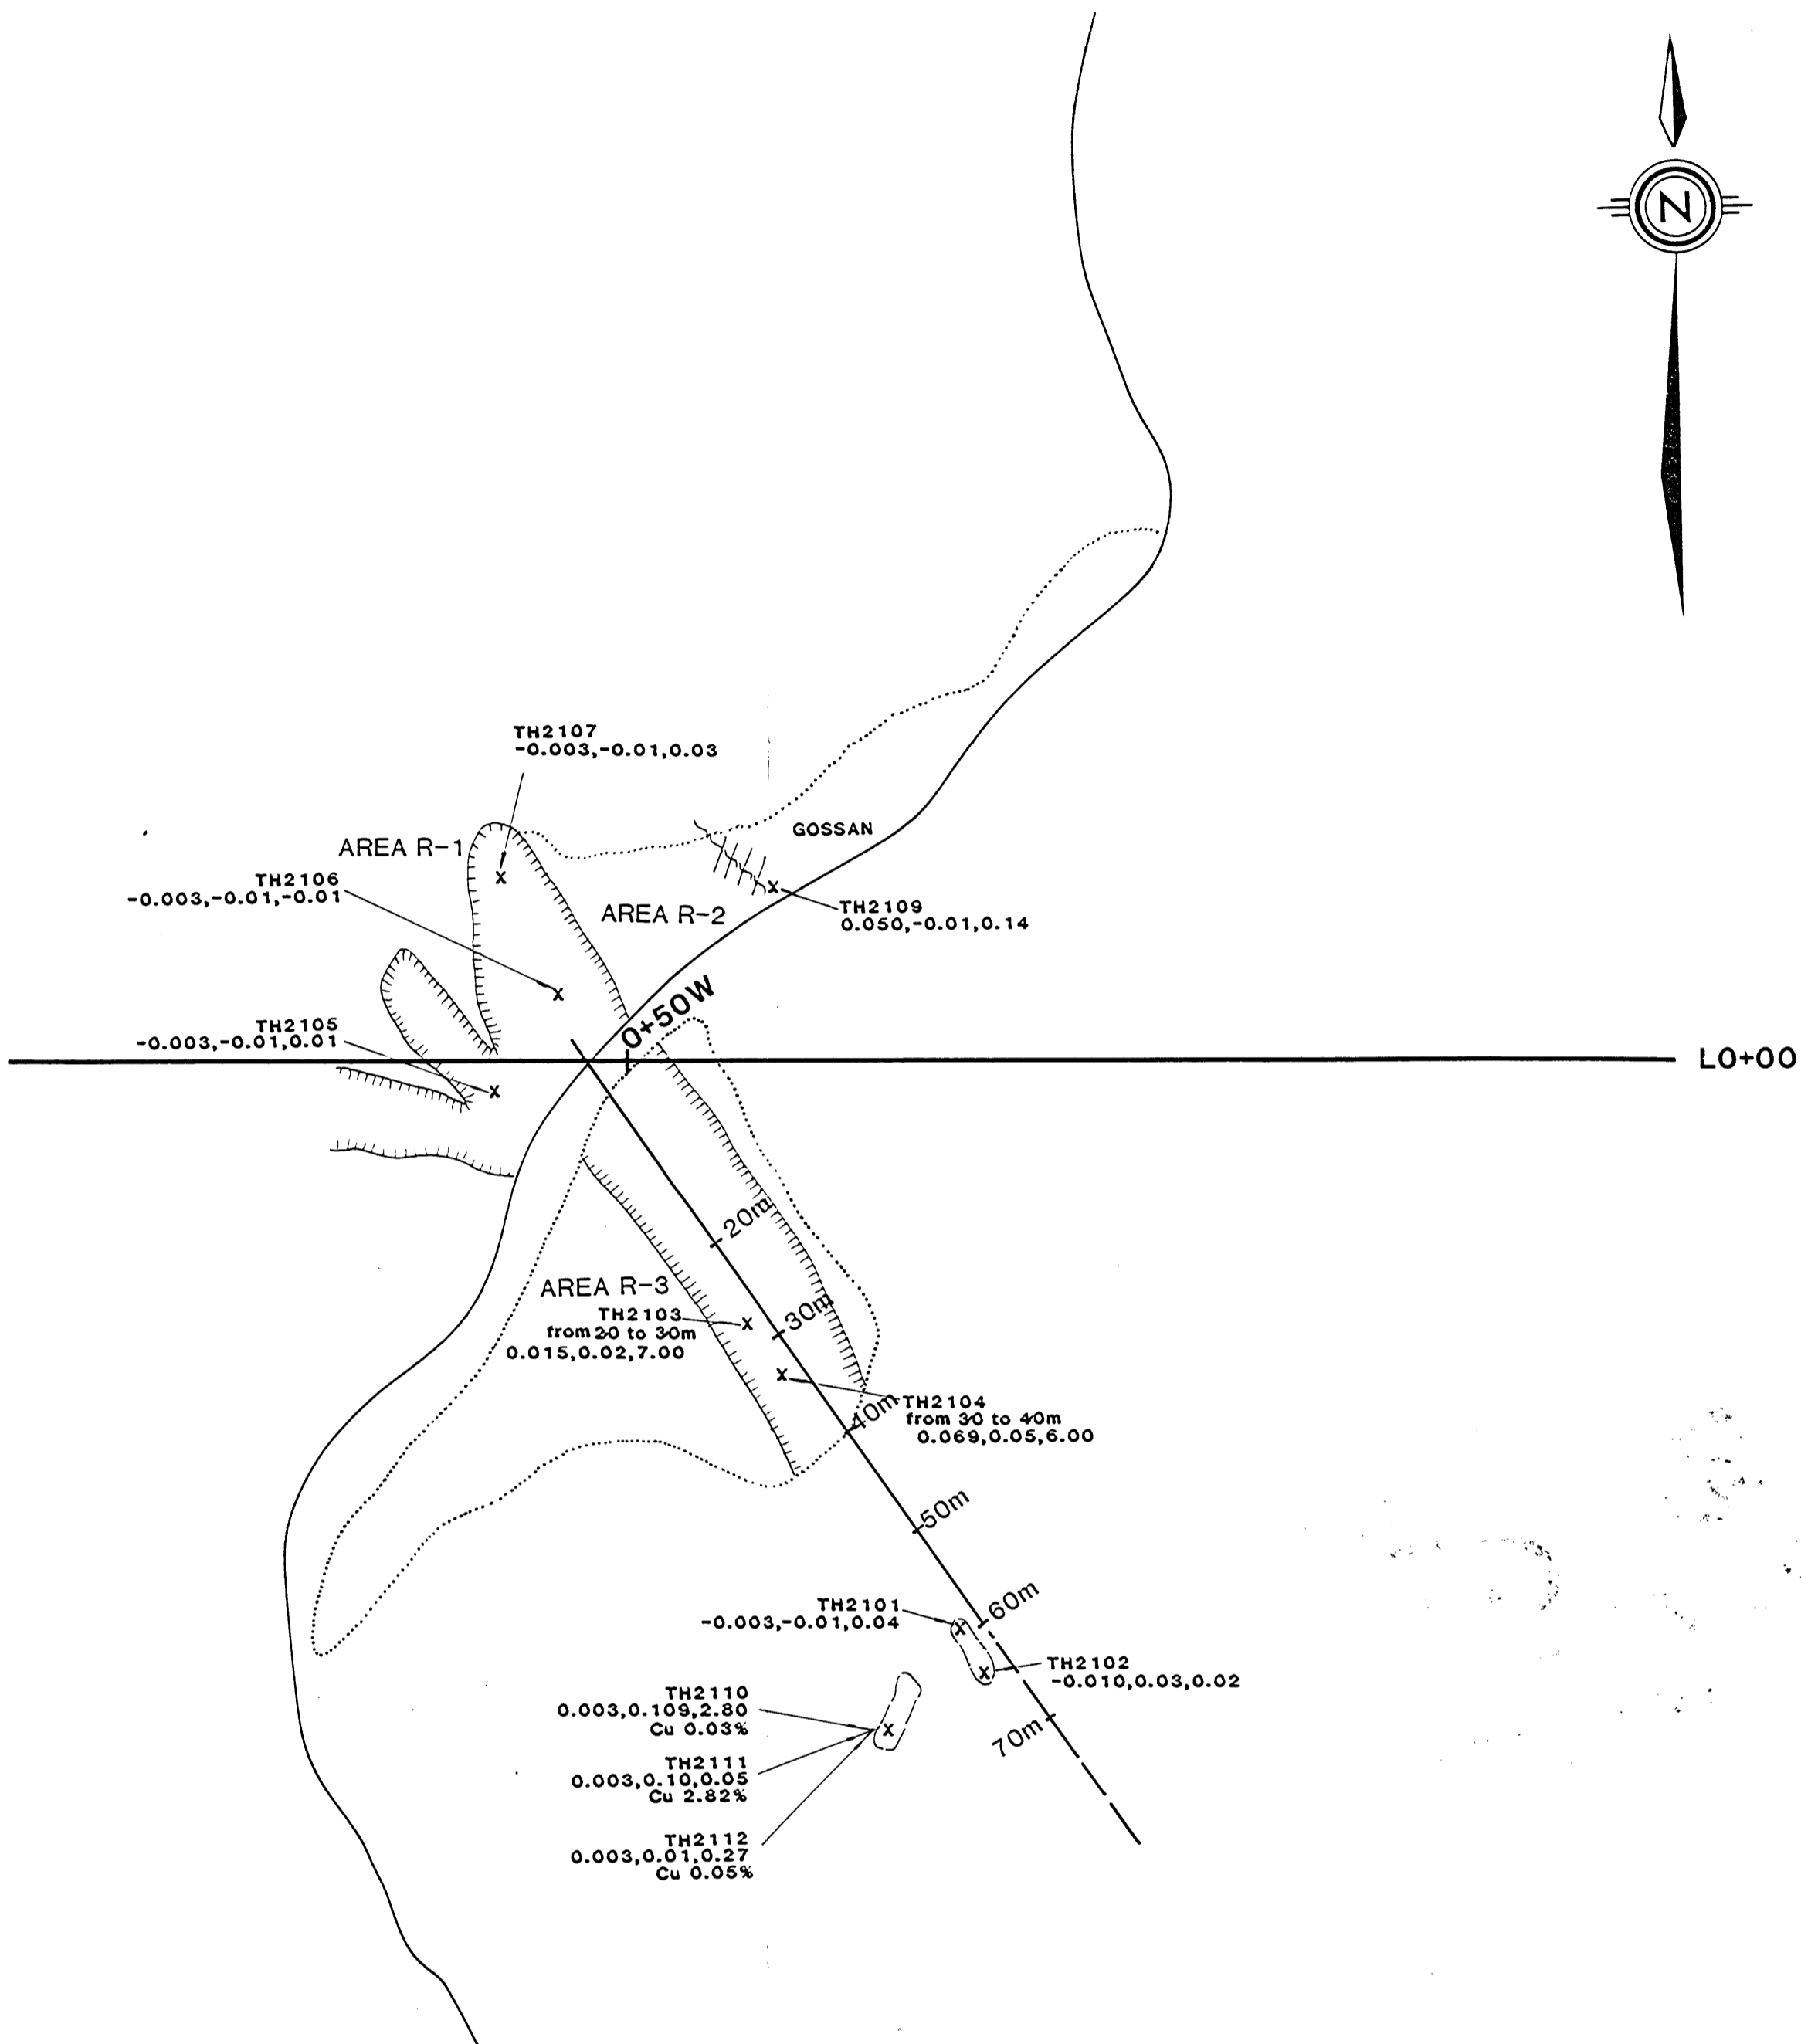 N
TH2107
-0.003,-0.01,0.03
AREA R-1
GOSSAN
TH2106
-0.003,-0.01,-0.01
AREA R-2
TH2109
0.050,-0.01,0.14
0+50W
TH2105
-0.003,-0.01,0.01
L0+00
20m
AREA R-3
30m
TH2103
from 20 to 30m
0.015,0.02,7.00
40m
TH2104
from 30 to 40m
0.069,0.05,6.00
50m
60m
TH2101
-0.003,-0.01,0.04
TH2102
-0.010,0.03,0.02
70m
TH2110
0.003,0.109,2.80
Cu 0.03%
TH2111
0.003,0.10,0.05
Cu 2.82%
TH2112
0.003,0.01,0.27
Cu 0.05%